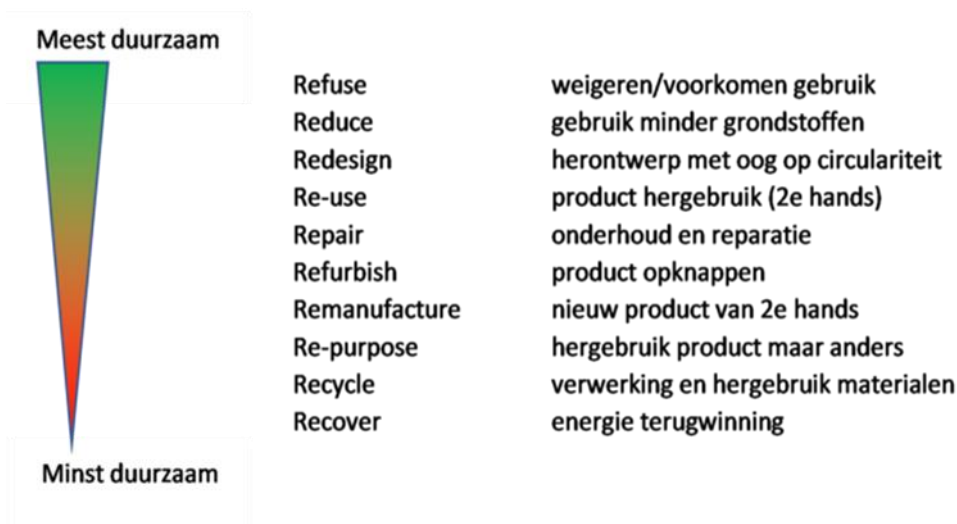 Meest duurzaam
Refuse weigeren/voorkomen gebruik
Reduce gebruik minder grondstoffen
Redesign herontwerp met oog op circulariteit
Re-use product hergebruik (2e hands)
Repair onderhoud en reparatie
Refurbish product opknappen
Remanufacture nieuw product van 2e hands
Re-purpose hergebruik product maar anders
Recycle verwerking en hergebruik materialen
Recover energie terugwinning
Minst duurzaam